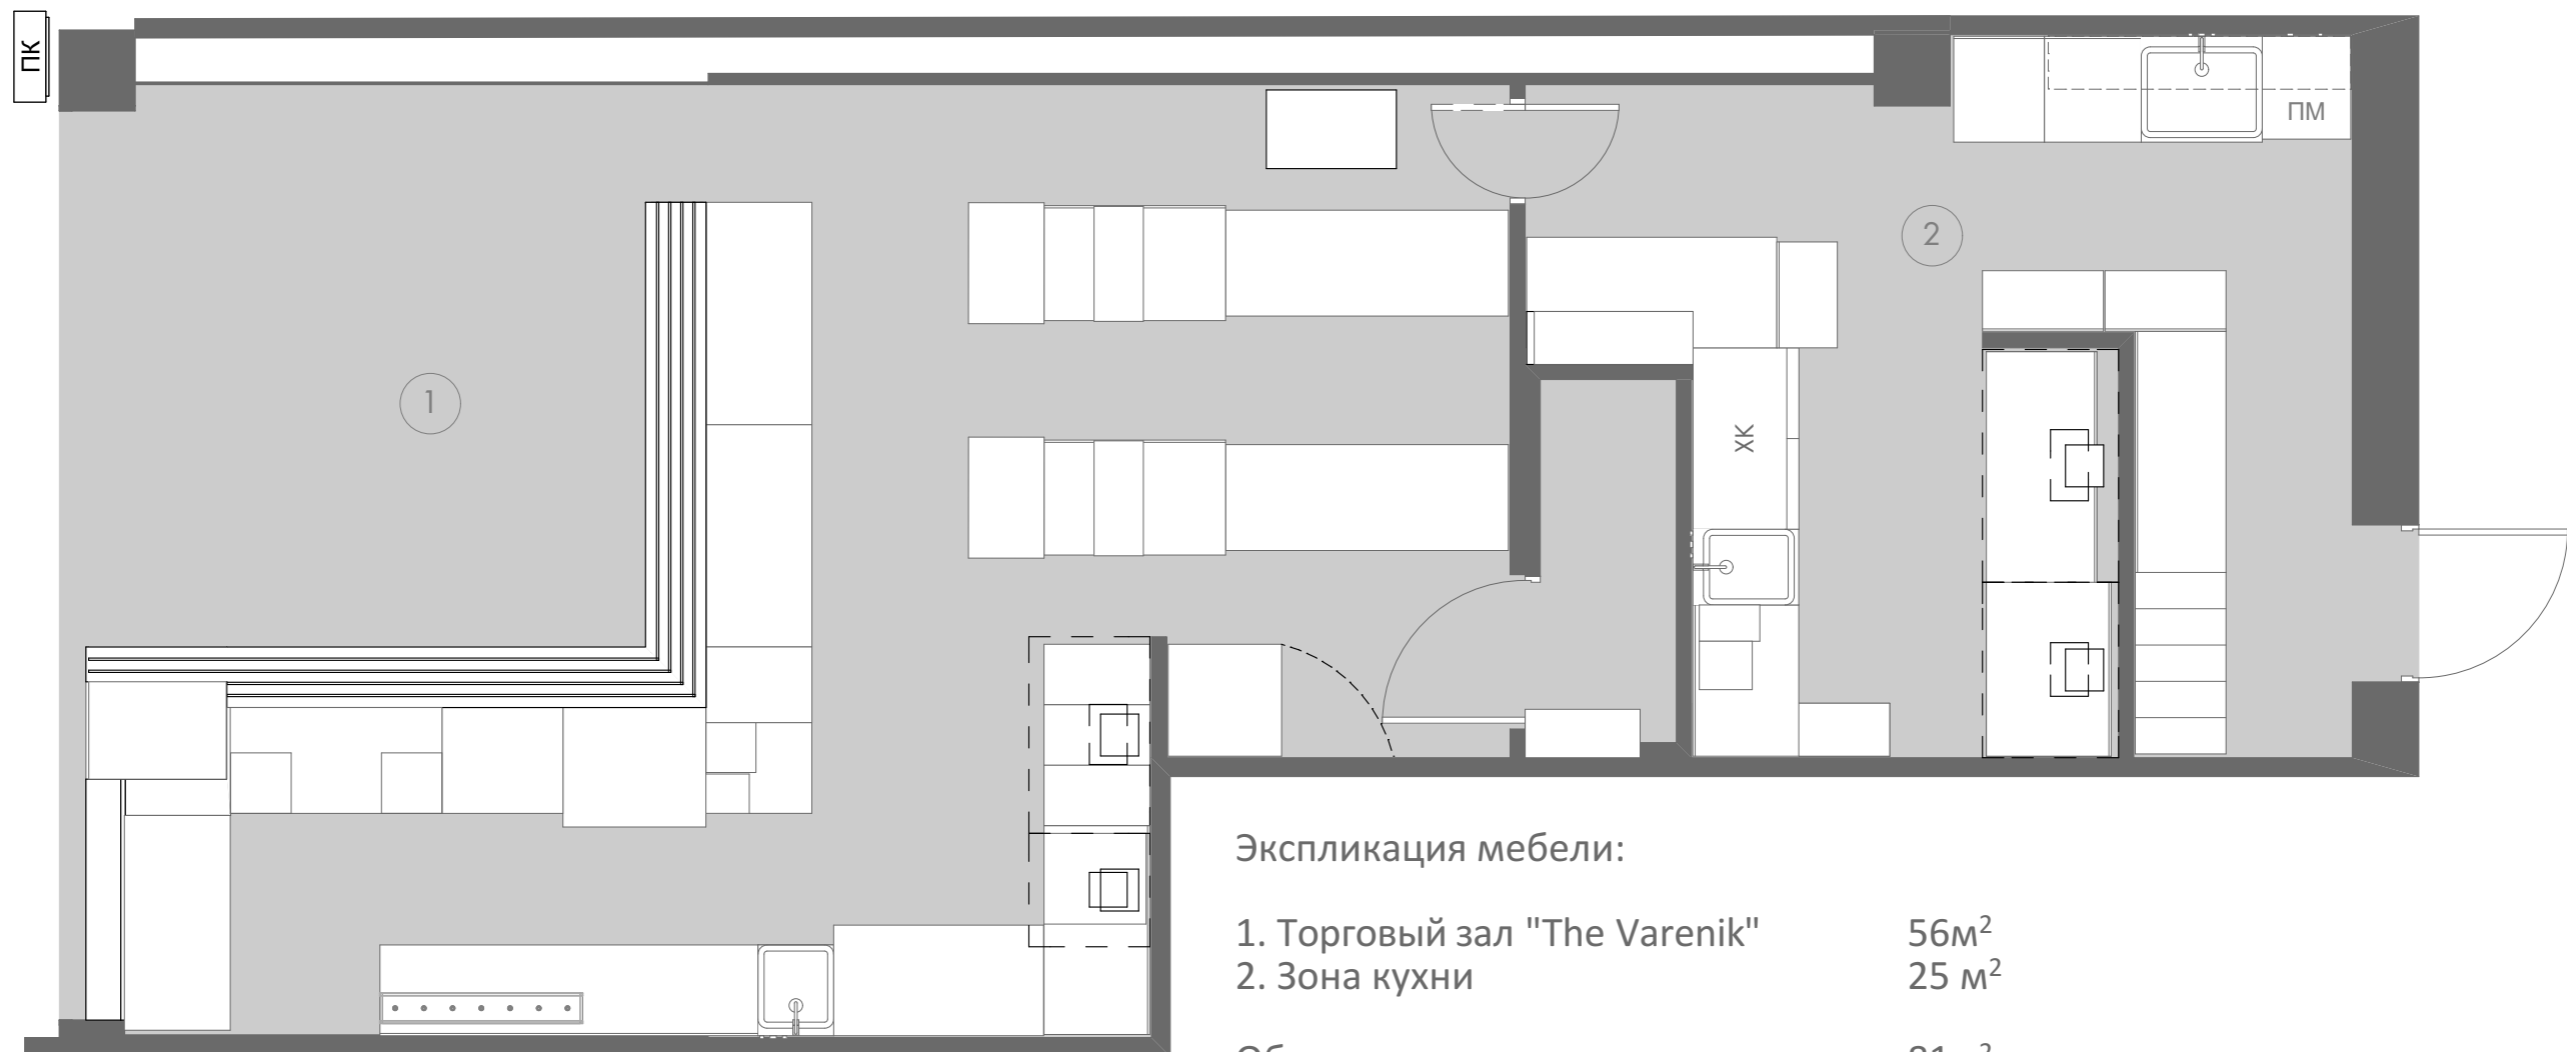 ПК
ПМ
2
1
ХК
Экспликация мебели:
1. Торговый зал "The Varenik" 56м²
2. Зона кухни 25 м²